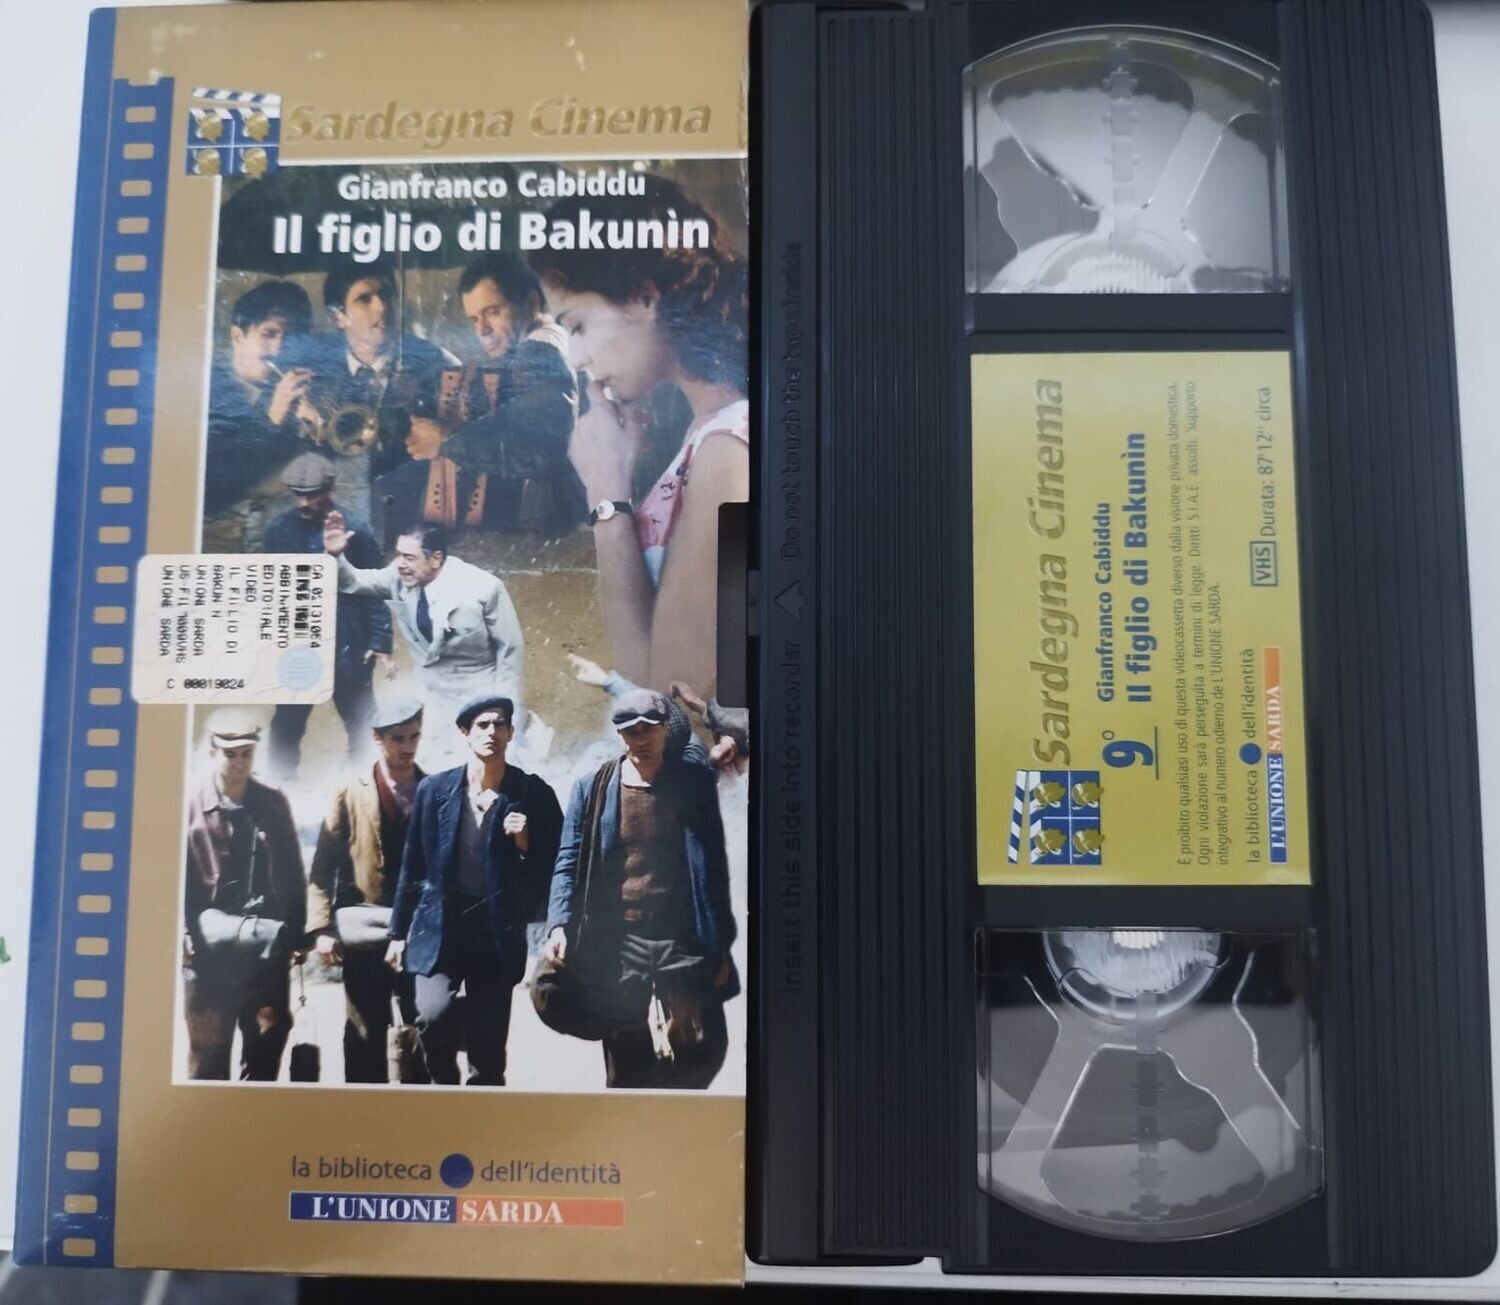 Sardegna Cinema
Gianfranco Cabiddu
Il figlio di Bakunìn
ABBINAMENTO
EDITORIALE
VIDEO
IL FIGLIO DI
BAKUNIN
UNIONE SARDA
UNIONE SARDA
C 00019024
la biblioteca dell'identità
L'UNIONE SARDA
Do not touch the tape inside
Insert this side into recorder
Sardegna Cinema
9°
Gianfranco Cabiddu
Il figlio di Bakunìn
È proibito qualsiasi uso di questa videocassetta diverso dalla visione privata domestica.
Ogni violazione sarà perseguita a termini di legge. Diritti S.I.A.E. assolti. Supporto
integrativo al numero odierno de L'UNIONE SARDA.
la biblioteca dell'identità
L'UNIONE SARDA
VHS Durata: 87'12" circa